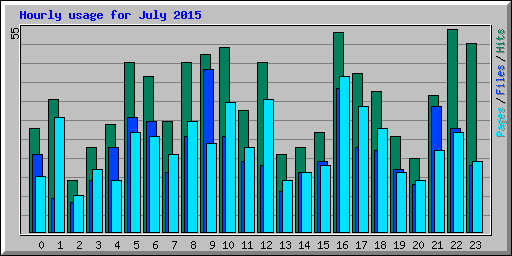 Hourly usage for July 2015
55
Pages / Files / Hits
0 1 2 3 4 5 6 7 8 9 10 11 12 13 14 15 16 17 18 19 20 21 22 23